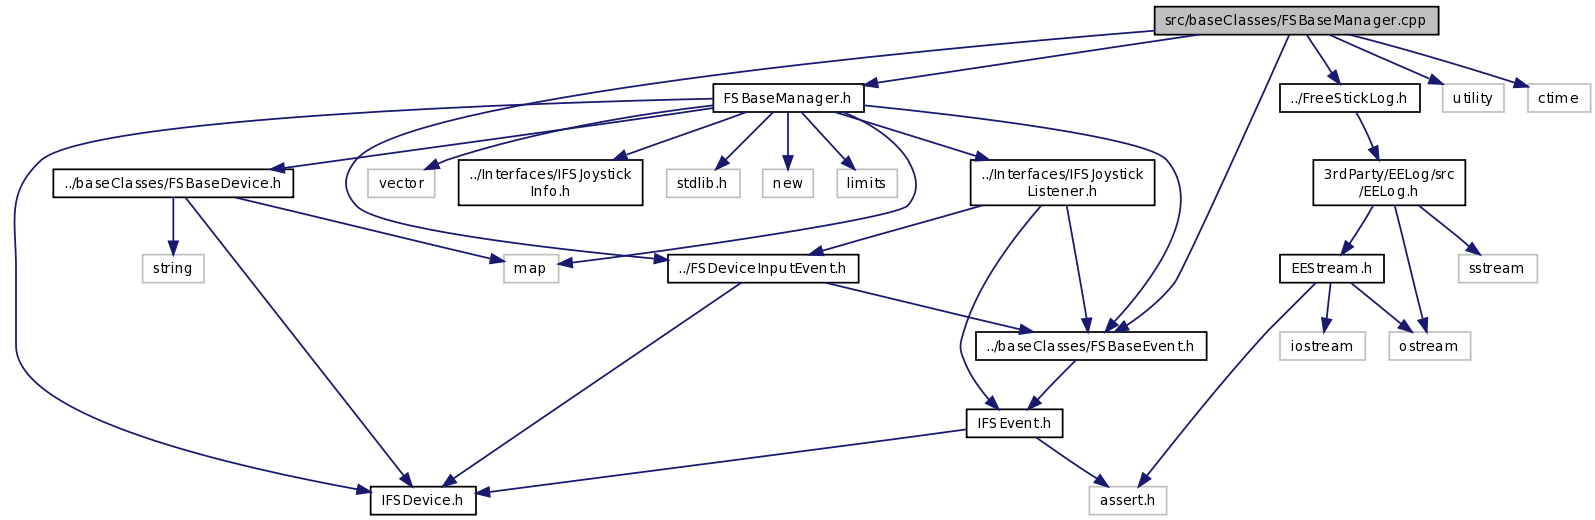 src/baseClasses/FSBaseManager.cpp
FSBaseManager.h
../FreeStickLog.h
utility
ctime
../baseClasses/FSBaseDevice.h
vector
../Interfaces/IFSJoystick
Info.h
stdlib.h
new
limits
../Interfaces/IFSJoystick
Listener.h
3rdParty/EELog/src
/EELog.h
string
map
../FSDeviceInputEvent.h
EEStream.h
sstream
../baseClasses/FSBaseEvent.h
iostream
ostream
IFSEvent.h
IFSDevice.h
assert.h